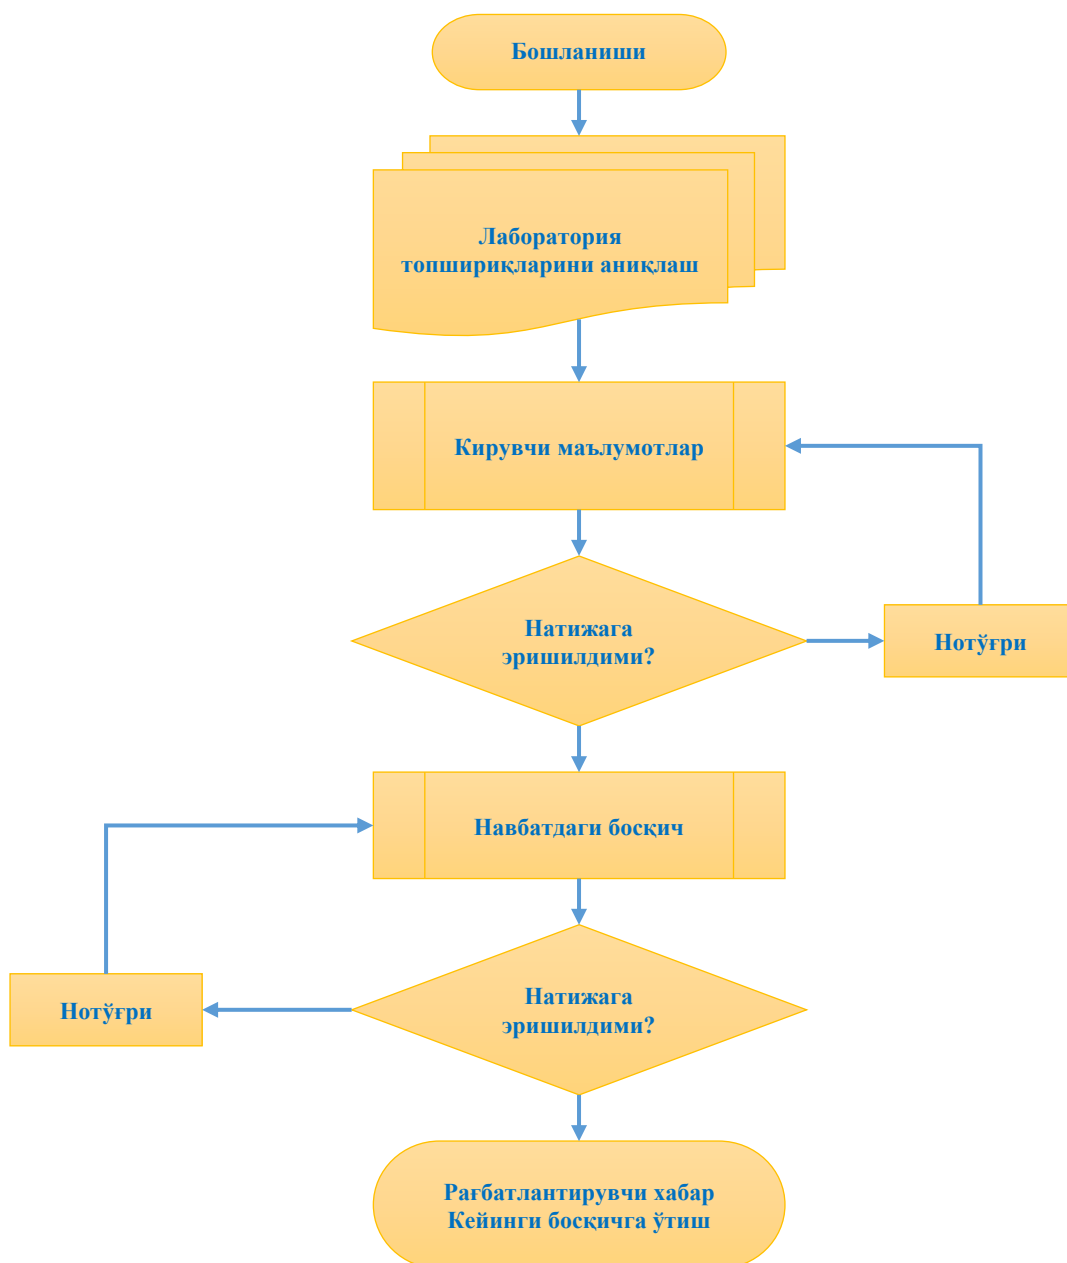 Бошланиши
Лаборатория
топшириқларини аниқлаш
Кирувчи маълумотлар
Натижага
эришилдими?
Нотўғри
Навбатдаги босқич
Нотўғри
Натижага
эришилдими?
Рағбатлантирувчи хабар
Кейинги босқичга ўтиш